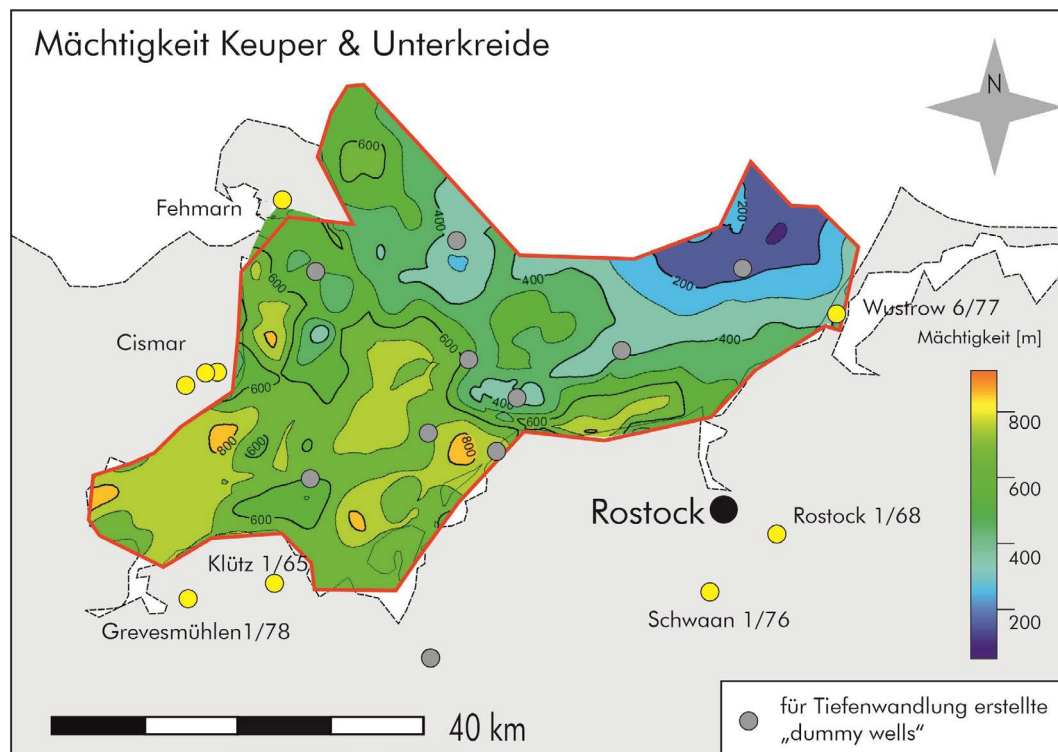 Mächtigkeit Keuper & Unterkreide
N
600
Fehmarn
200
400
400
200
600
Wustrow 6/77
Mächtigkeit [m]
600
Cismar
400
600
400
600
800
800
600
800
600
600
Rostock
Rostock 1/68
400
Klütz 1/65
200
Grevesmühlen1/78
Schwaan 1/76
40 km
für Tiefenwandlung erstellte
„dummy wells“